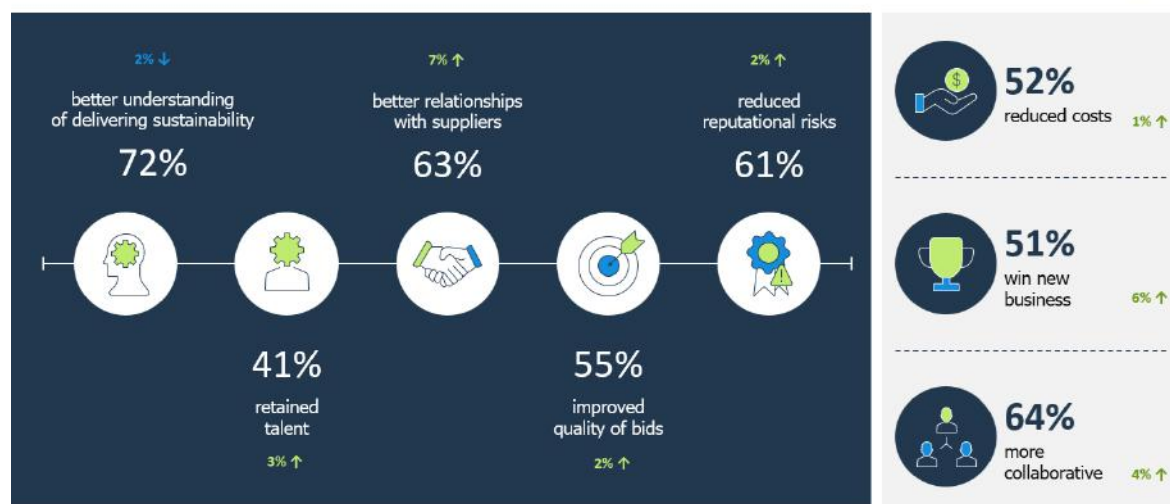 2% ↓
better understanding
of delivering sustainability
72%
7% ↑
better relationships
with suppliers
63%
2% ↑
reduced
reputational risks
61%
41%
retained
talent
3% ↑
55%
improved
quality of bids
2% ↑
$
52%
reduced costs
1% ↑
51%
win new
business
6% ↑
64%
more
collaborative
4% ↑